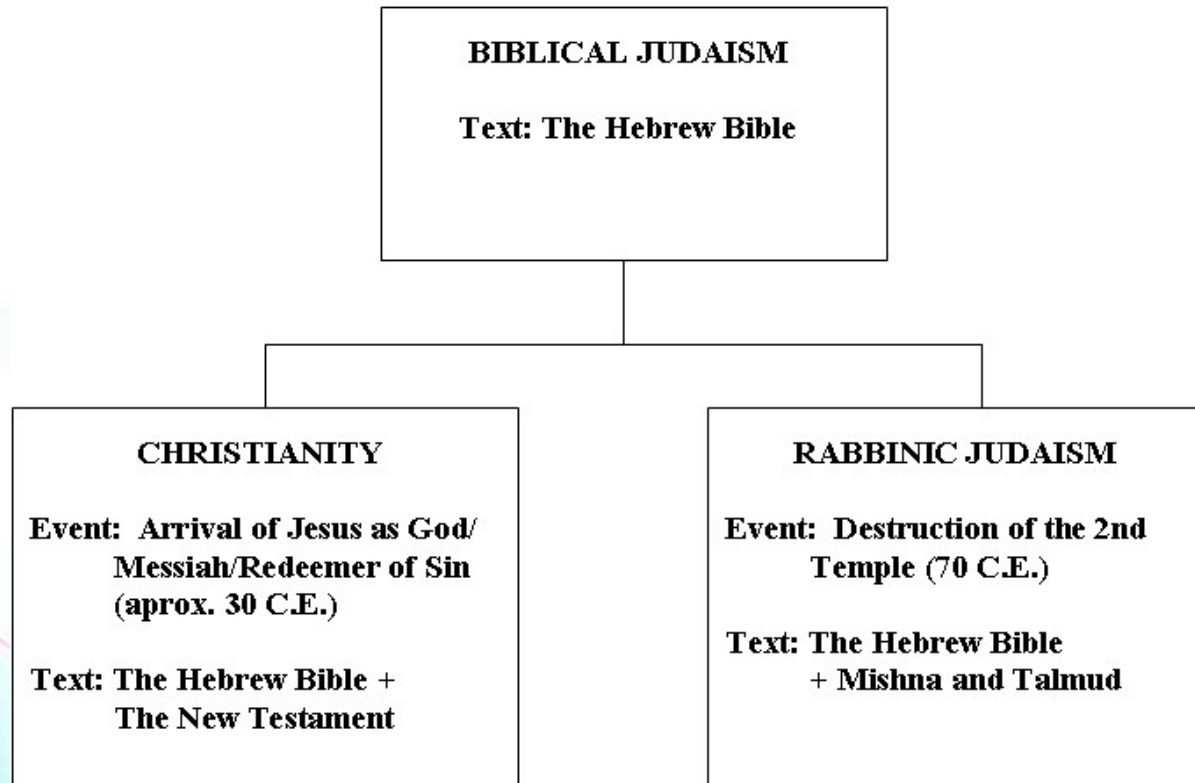 BIBLICAL JUDAISM
Text: The Hebrew Bible
CHRISTIANITY
Event: Arrival of Jesus as God/
Messiah/Redeemer of Sin
(aprox. 30 C.E.)
Text: The Hebrew Bible +
The New Testament
RABBINIC JUDAISM
Event: Destruction of the 2nd
Temple (70 C.E.)
Text: The Hebrew Bible
+ Mishna and Talmud